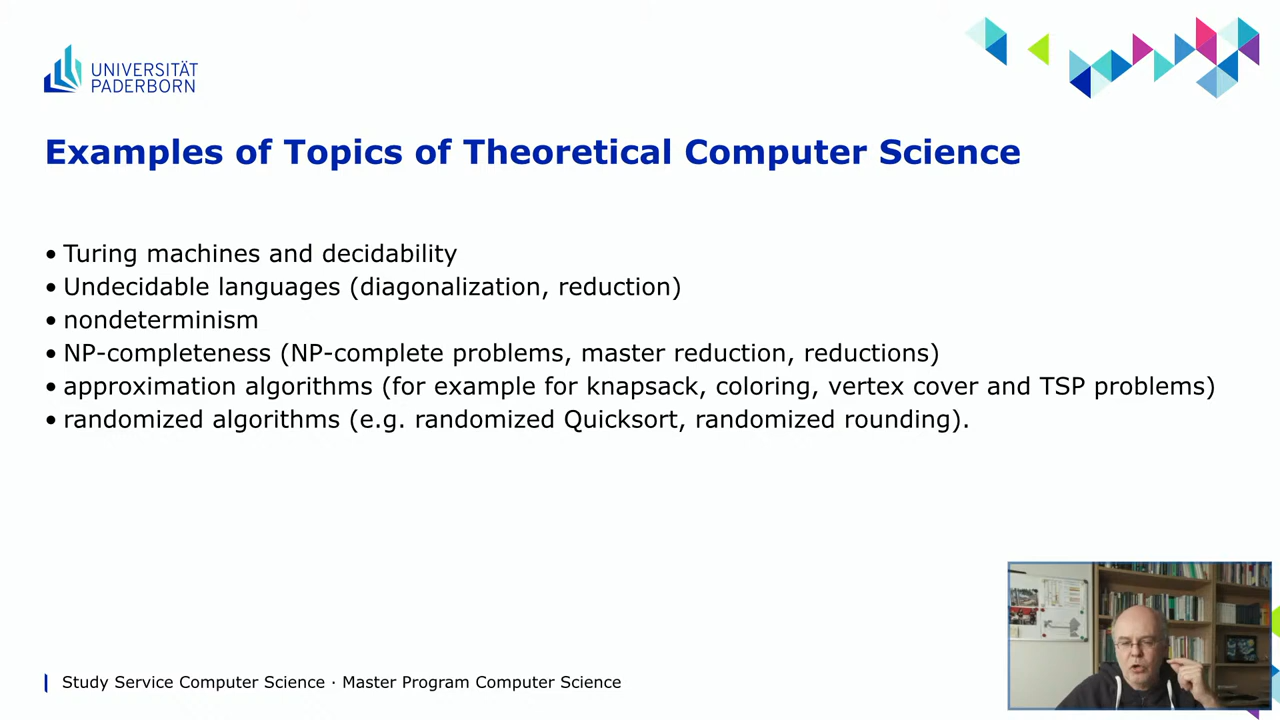 UNIVERSITÄT
PADERBORN
Examples of Topics of Theoretical Computer Science
• Turing machines and decidability
• Undecidable languages (diagonalization, reduction)
• nondeterminism
• NP-completeness (NP-complete problems, master reduction, reductions)
• approximation algorithms (for example for knapsack, coloring, vertex cover and TSP problems)
• randomized algorithms (e.g. randomized Quicksort, randomized rounding).
Study Service Computer Science · Master Program Computer Science